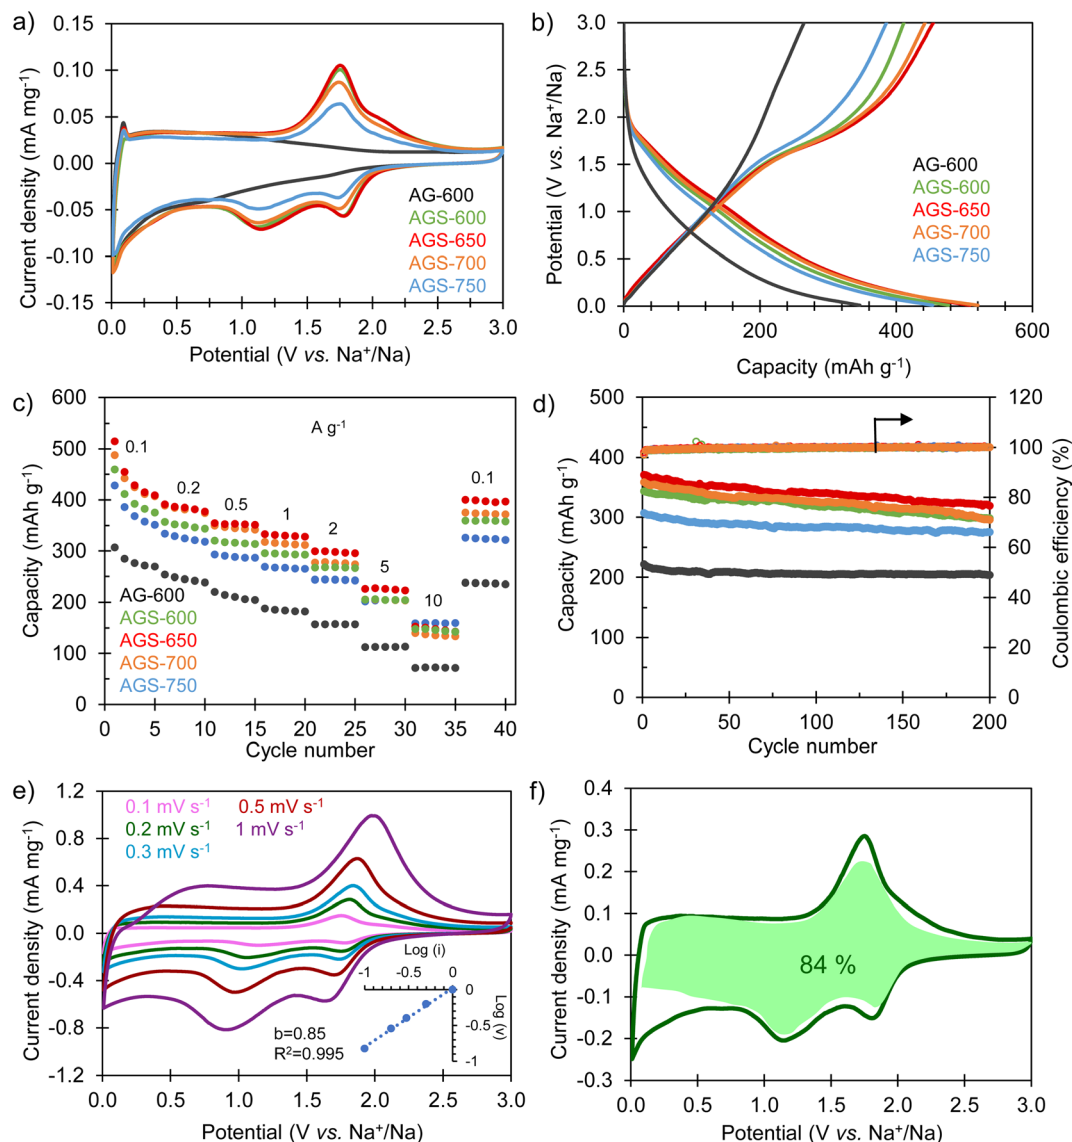 a)
0.15
0.10
0.05
0.00
-0.05
-0.10
-0.15
Current density (mA mg⁻¹)
AG-600
AGS-600
AGS-650
AGS-700
AGS-750
0.0 0.5 1.0 1.5 2.0 2.5 3.0
Potential (V vs. Na⁺/Na)
b)
3.0
2.5
2.0
1.5
1.0
0.5
0.0
Potential (V vs. Na⁺/Na)
AG-600
AGS-600
AGS-650
AGS-700
AGS-750
0 200 400 600
Capacity (mAh g⁻¹)
c)
600
500
400
300
200
100
0
Capacity (mAh g⁻¹)
A g⁻¹
0.1
0.2
0.5
1
2
5
10
0.1
AG-600
AGS-600
AGS-650
AGS-700
AGS-750
0 5 10 15 20 25 30 35 40
Cycle number
d)
500
400
300
200
100
0
Capacity (mAh g⁻¹)
120
100
80
60
40
20
0
Coulombic efficiency (%)
0 50 100 150 200
Cycle number
e)
1.2
0.8
0.4
0.0
-0.4
-0.8
-1.2
Current density (mA mg⁻¹)
0.1 mV s⁻¹ 0.5 mV s⁻¹
0.2 mV s⁻¹ 1 mV s⁻¹
0.3 mV s⁻¹
Log (i)
-1 -0.5 0
0
-0.5
-1
Log (v)
b=0.85
R²=0.995
0.0 0.5 1.0 1.5 2.0 2.5 3.0
Potential (V vs. Na⁺/Na)
f)
0.4
0.3
0.2
0.1
0.0
-0.1
-0.2
-0.3
Current density (mA mg⁻¹)
84 %
0.0 0.5 1.0 1.5 2.0 2.5 3.0
Potential (V vs. Na⁺/Na)